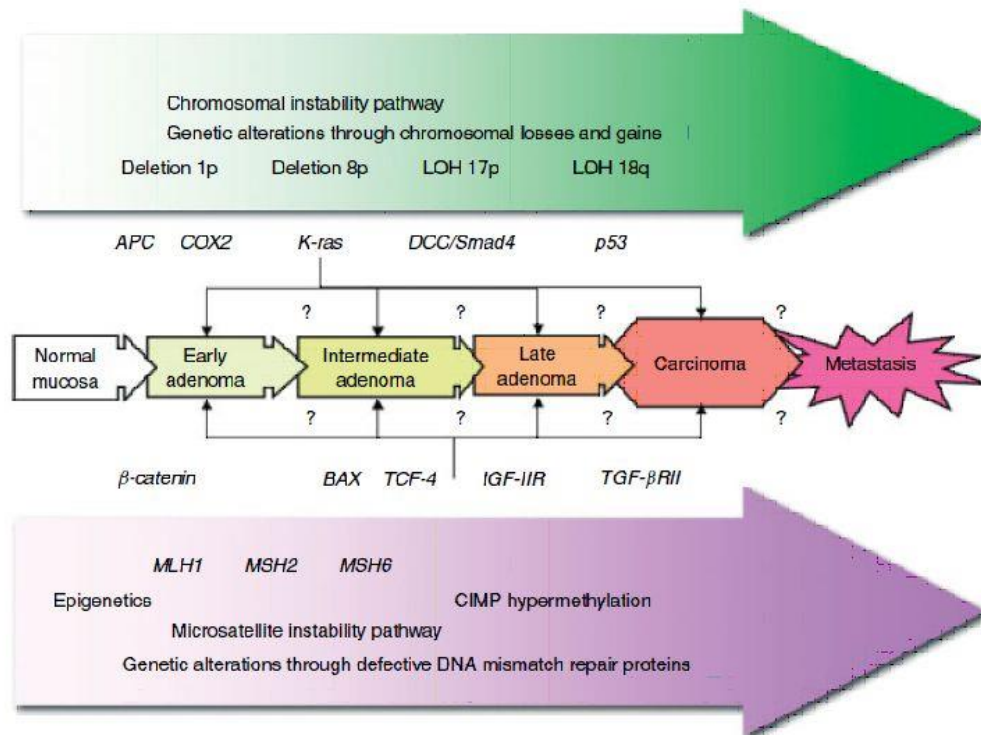 Chromosomal instability pathway
Genetic alterations through chromosomal losses and gains
Deletion 1p Deletion 8p LOH 17p LOH 18q
APC COX2 K-ras DCC/Smad4 p53
? ? ? ?
Normal mucosa
Early adenoma
Intermediate adenoma
Late adenoma
Carcinoma
Metastasis
? ? ? ?
β-catenin BAX TCF-4 IGF-IIR TGF-βRII
MLH1 MSH2 MSH6
Epigenetics CIMP hypermethylation
Microsatellite instability pathway
Genetic alterations through defective DNA mismatch repair proteins